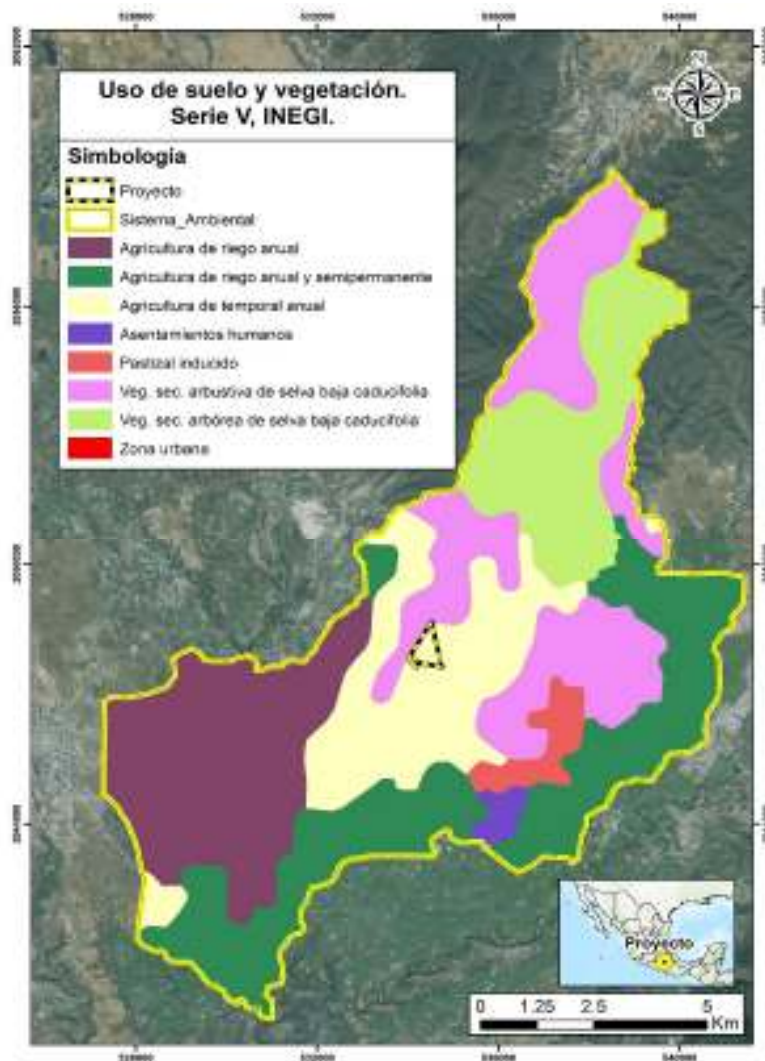 Uso de suelo y vegetación.
Serie V, INEGI.
Simbología
Proyecto
Sistema_Ambiental
Agricultura de riego anual
Agricultura de riego anual y semipermanente
Agricultura de temporal anual
Asentamientos humanos
Pastizal inducido
Veg. sec. arbustiva de selva baja caducifolia
Veg. sec. arbórea de selva baja caducifolia
Zona urbana
N
E
S
Proyecto
0 1.25 2.5 5
Km